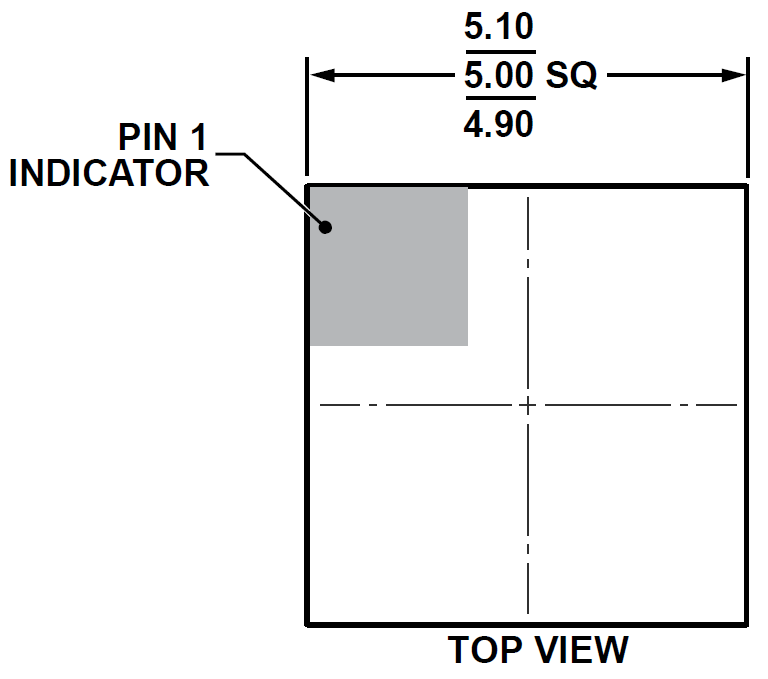 5.10
5.00 SQ
4.90
PIN 1
INDICATOR
TOP VIEW